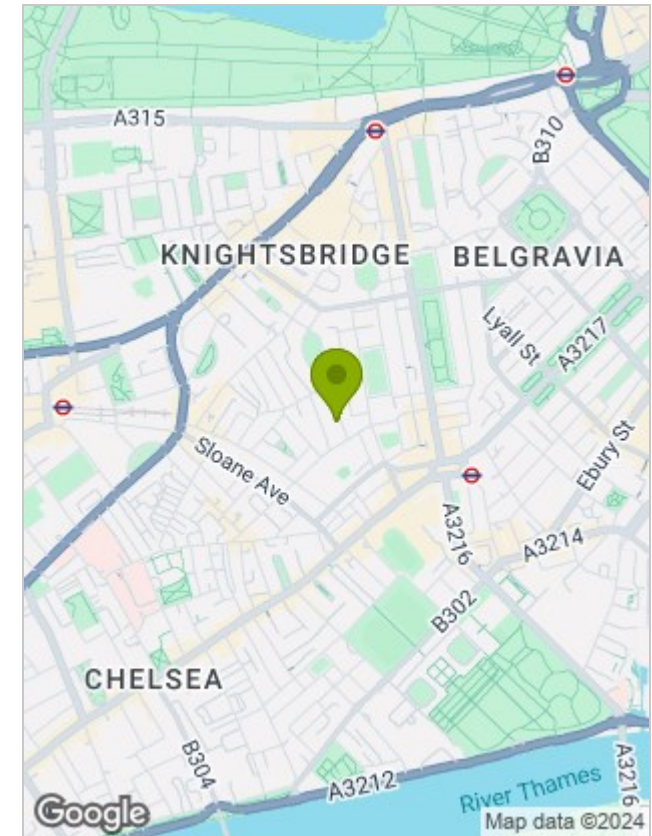 A315
B310
KNIGHTSBRIDGE
BELGRAVIA
Lyall St
A3217
Sloane Ave
Ebury St
A3216
A3214
B302
CHELSEA
B304
A3212
River Thames
A3216
Google
Map data ©2024